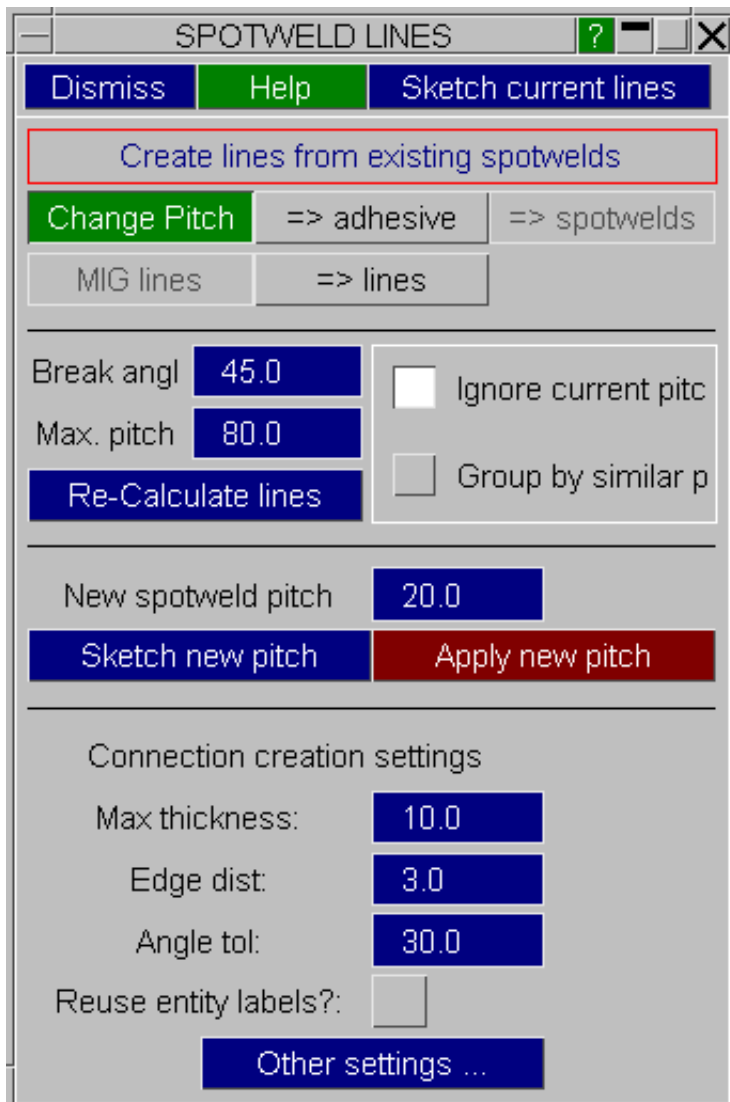 SPOTWELD LINES ?
Dismiss Help Sketch current lines
Create lines from existing spotwelds
Change Pitch => adhesive => spotwelds
MIG lines => lines
Break angl 45.0
Ignore current pitc
Max. pitch 80.0
Group by similar p
Re-Calculate lines
New spotweld pitch 20.0
Sketch new pitch Apply new pitch
Connection creation settings
Max thickness: 10.0
Edge dist: 3.0
Angle tol: 30.0
Reuse entity labels?:
Other settings ...